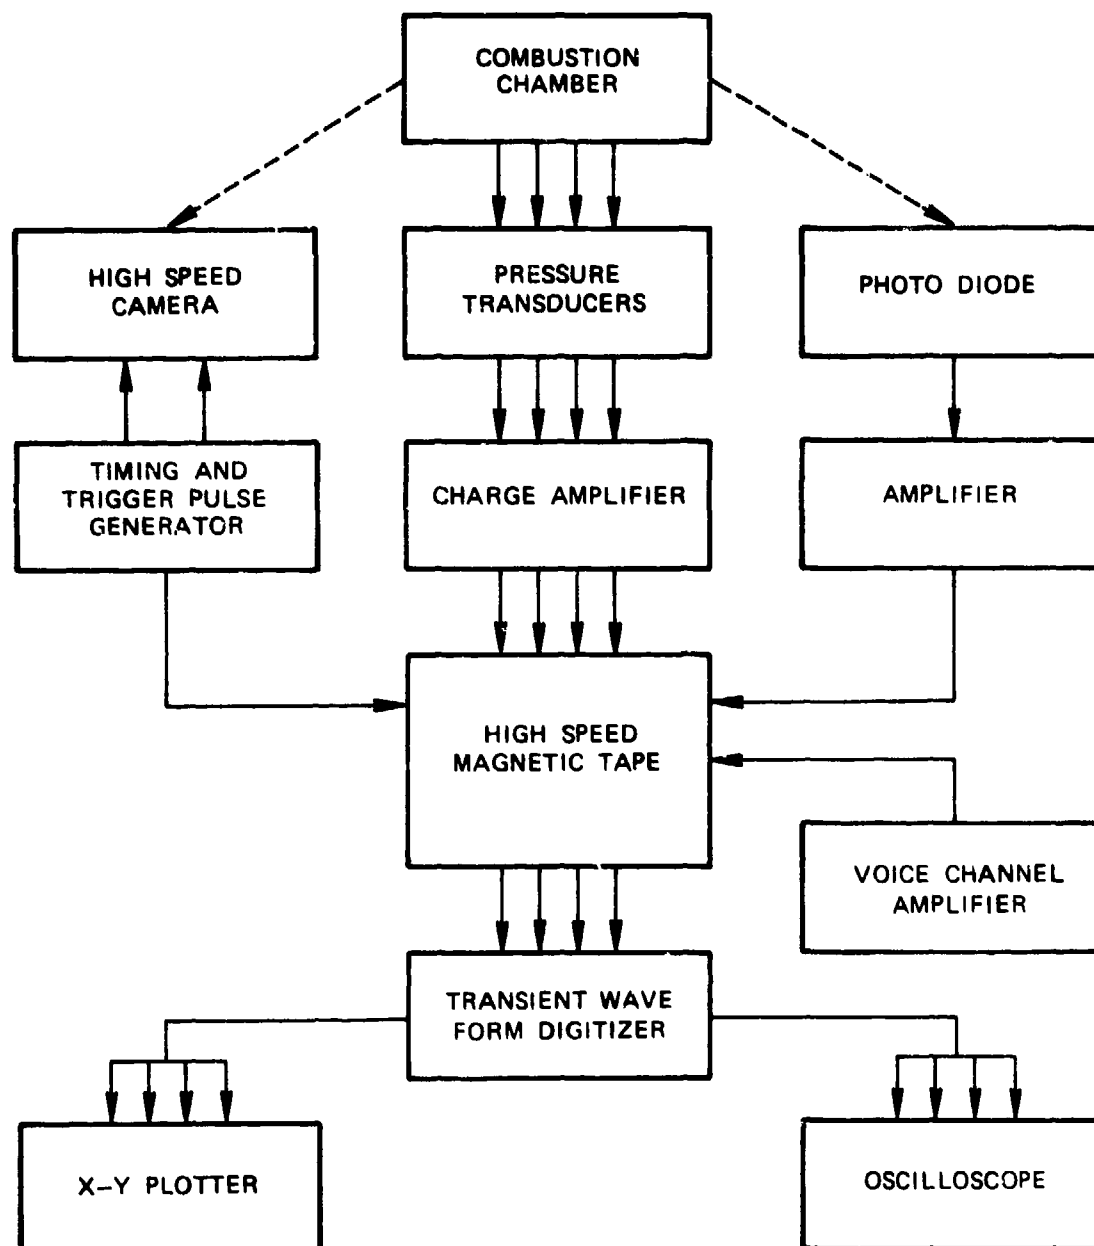 COMBUSTION
CHAMBER
HIGH SPEED
CAMERA
PRESSURE
TRANSDUCERS
PHOTO DIODE
TIMING AND
TRIGGER PULSE
GENERATOR
CHARGE AMPLIFIER
AMPLIFIER
HIGH SPEED
MAGNETIC TAPE
VOICE CHANNEL
AMPLIFIER
TRANSIENT WAVE
FORM DIGITIZER
X-Y PLOTTER
OSCILLOSCOPE